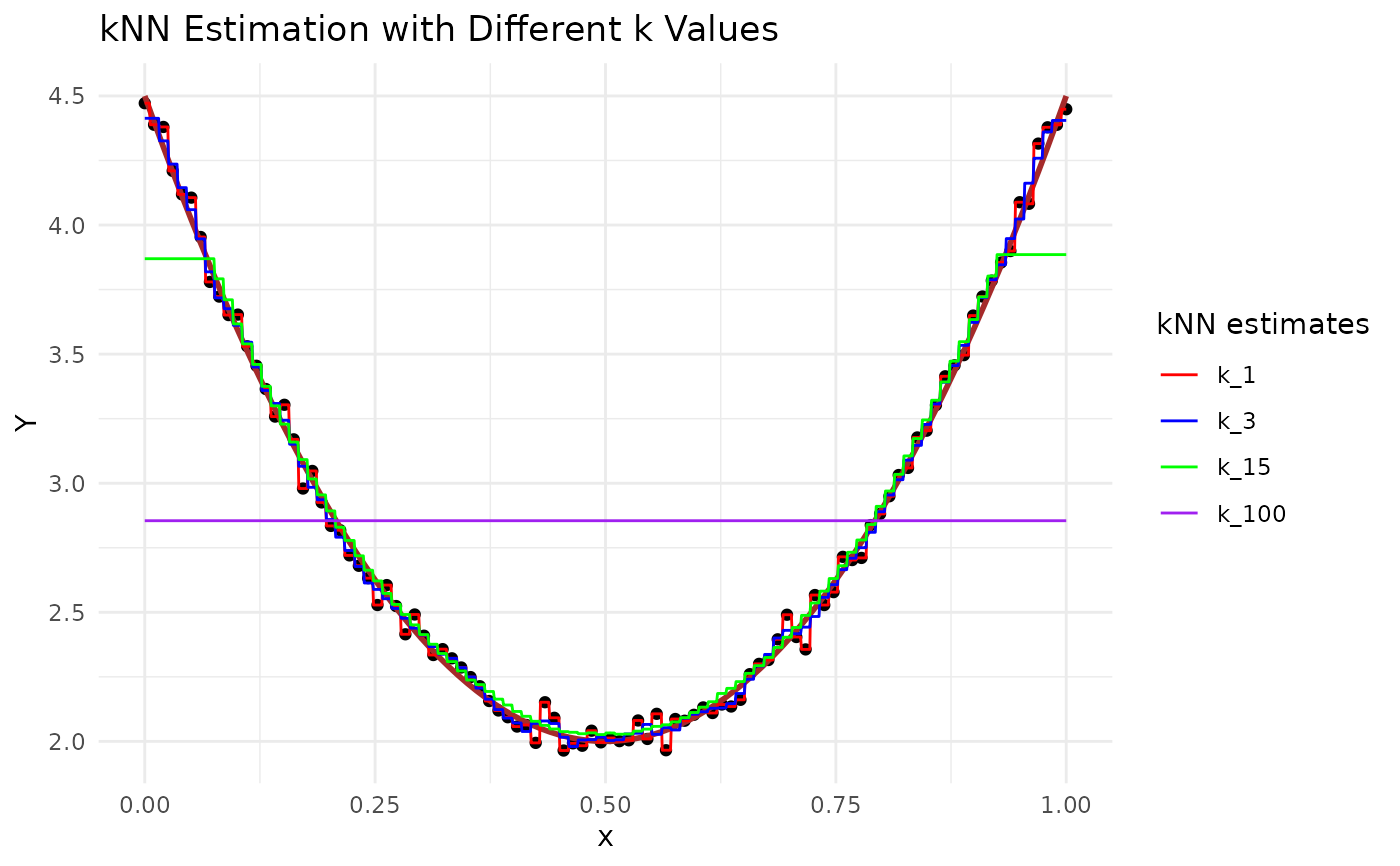 kNN Estimation with Different k Values
4.5
4.0
3.5
3.0
2.5
2.0
Y
0.00
0.25
0.50
0.75
1.00
x
kNN estimates
k_1
k_3
k_15
k_100